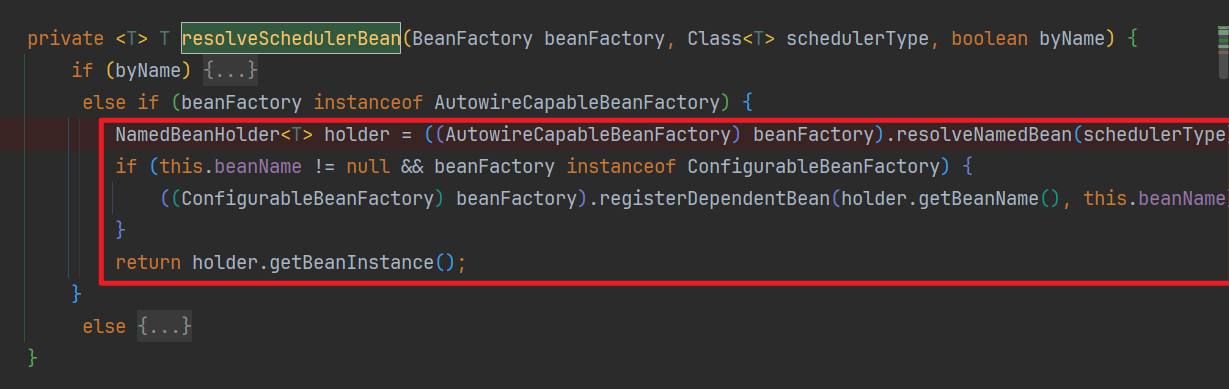 private <T> T resolveSchedulerBean(BeanFactory beanFactory, Class<T> schedulerType, boolean byName) {
if (byName) {...}
else if (beanFactory instanceof AutowireCapableBeanFactory) {
NamedBeanHolder<T> holder = ((AutowireCapableBeanFactory) beanFactory).resolveNamedBean(schedulerType
if (this.beanName != null && beanFactory instanceof ConfigurableBeanFactory) {
((ConfigurableBeanFactory) beanFactory).registerDependentBean(holder.getBeanName(), this.beanName
}
return holder.getBeanInstance();
}
else {...}
}